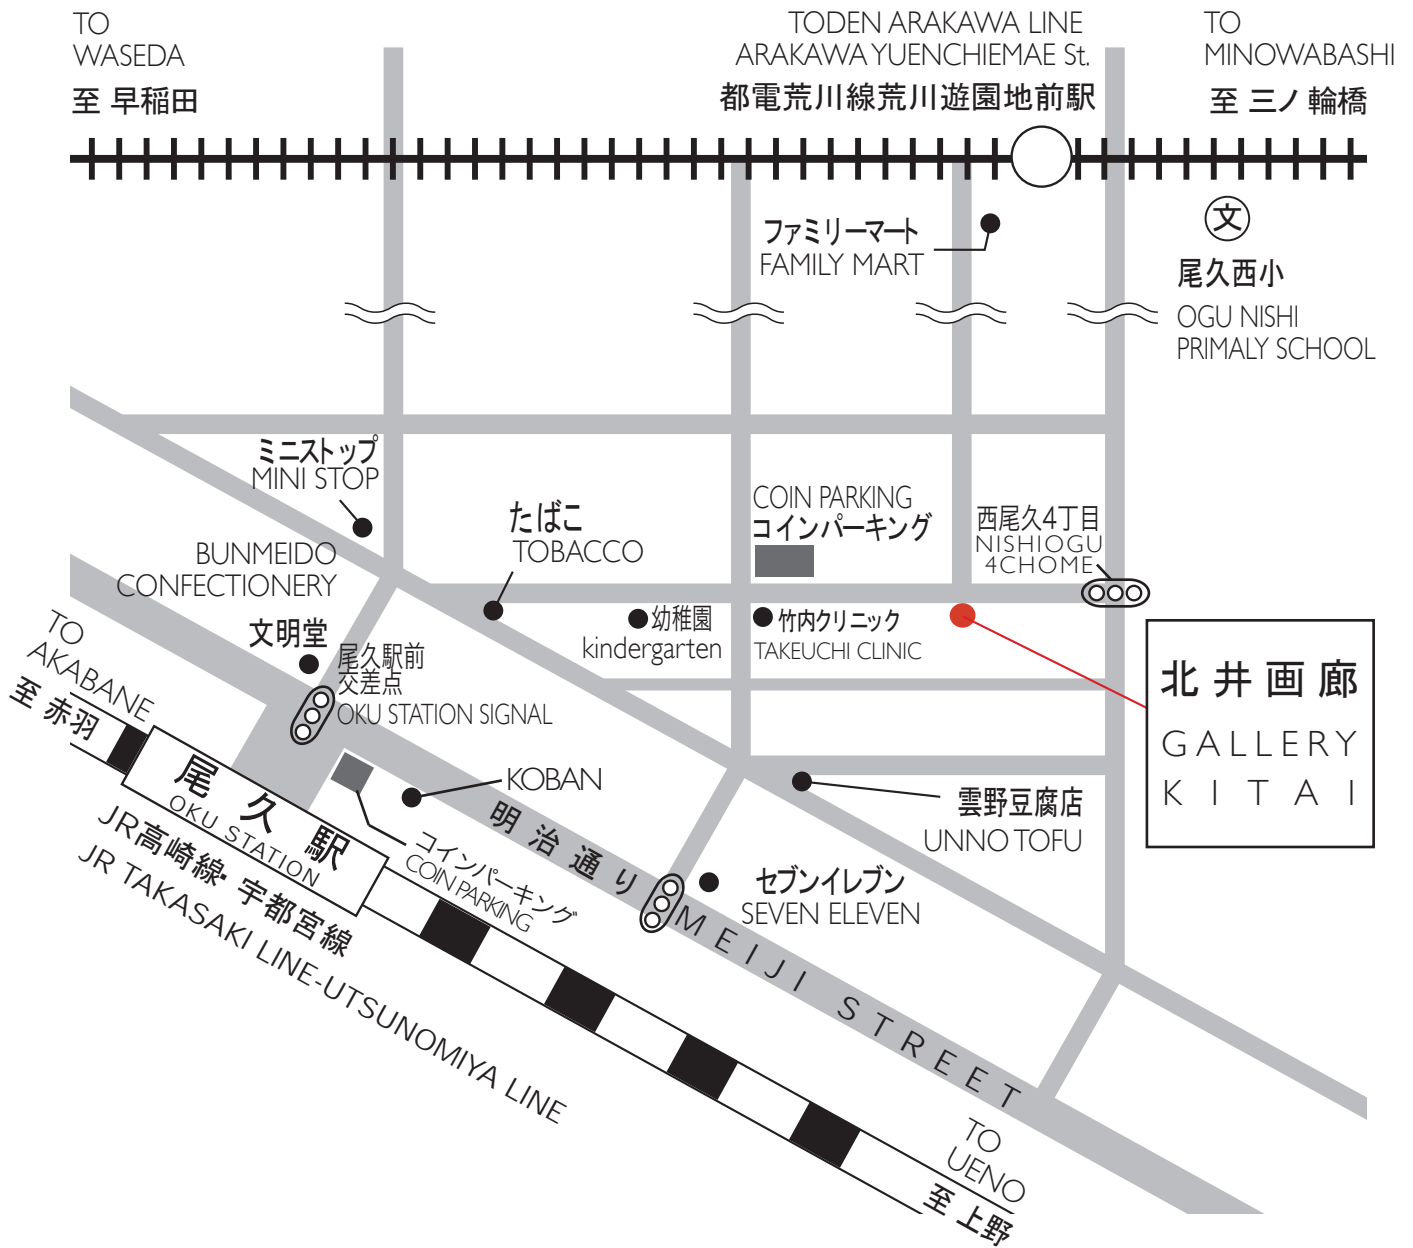 TO
WASEDA
至 早稲田
TODEN ARAKAWA LINE
ARAKAWA YUENCHIEMAE St.
都電荒川線荒川遊園地前駅
TO
MINOWABASHI
至 三ノ輪橋
文
尾久西小
OGU NISHI
PRIMALY SCHOOL
ファミリーマート
FAMILY MART
ミニストップ
MINI STOP
たばこ
TOBACCO
COIN PARKING
コインパーキング
西尾久4丁目
NISHIOGU
4CHOME
BUNMEIDO
CONFECTIONERY
文明堂
尾久駅前
交差点
OKU STATION SIGNAL
幼稚園
kindergarten
竹内クリニック
TAKEUCHI CLINIC
北井画廊
GALLERY
KITAI
TO
AKABANE
至 赤羽
尾久駅
OKU STATION
JR高崎線・宇都宮線
JR TAKASAKI LINE-UTSUNOMIYA LINE
KOBAN
コインパーキング
COIN PARKING
明治通り
MEIJI STREET
雲野豆腐店
UNNO TOFU
セブンイレブン
SEVEN ELEVEN
TO
UENO
至 上野